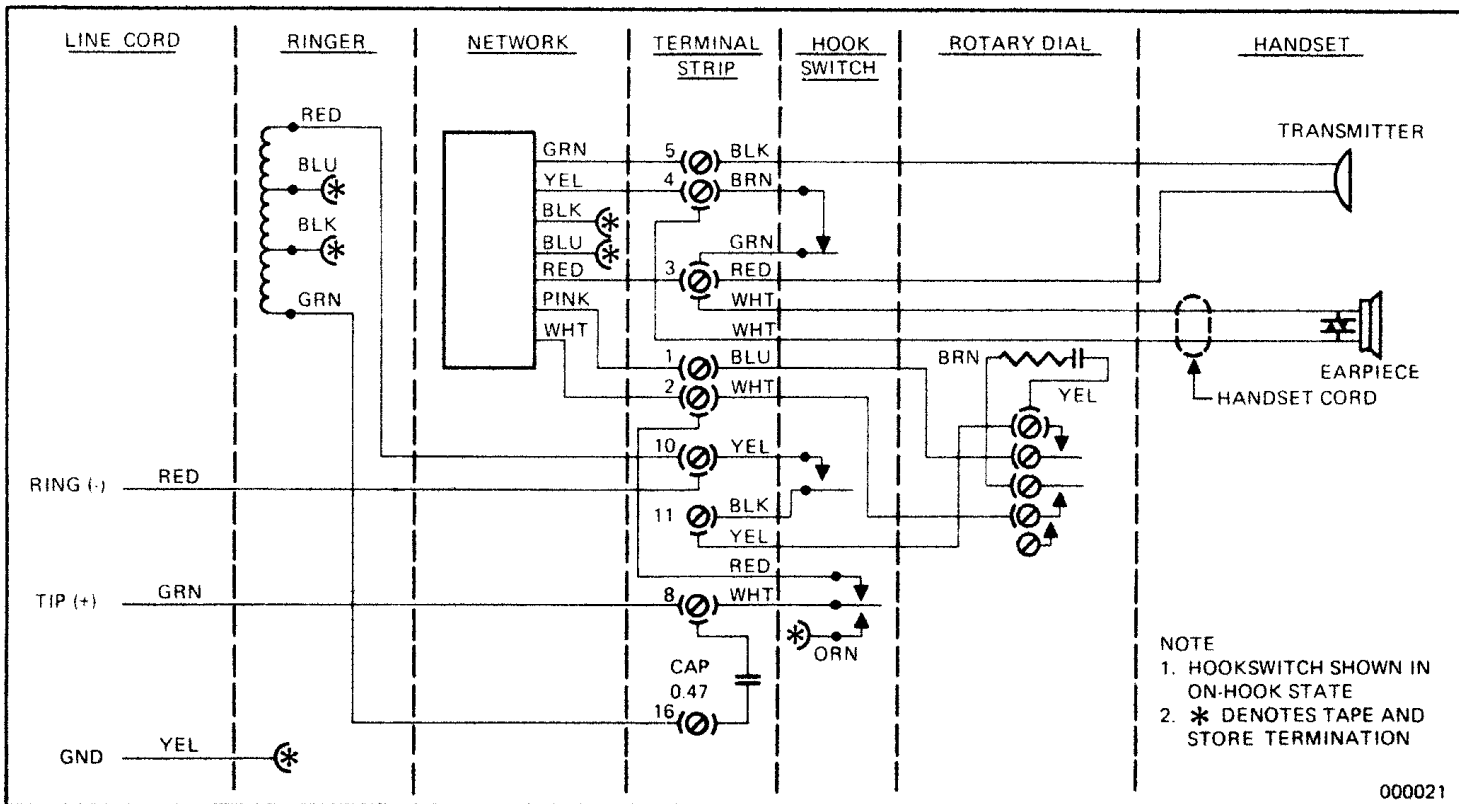 LINE CORD
RINGER
NETWORK
TERMINAL
STRIP
HOOK
SWITCH
ROTARY DIAL
HANDSET
RED
BLU
BLK
GRN
GRN
YEL
BLK
BLU
RED
PINK
WHT
5
4
3
1
2
10
11
8
16
BLK
BRN
GRN
RED
WHT
WHT
BLU
WHT
YEL
BLK
YEL
RED
WHT
ORN
CAP
0.47
BRN
YEL
TRANSMITTER
EARPIECE
HANDSET CORD
RING (-)
RED
TIP (+)
GRN
GND
YEL
NOTE
1. HOOKSWITCH SHOWN IN
ON-HOOK STATE
2. * DENOTES TAPE AND
STORE TERMINATION
000021